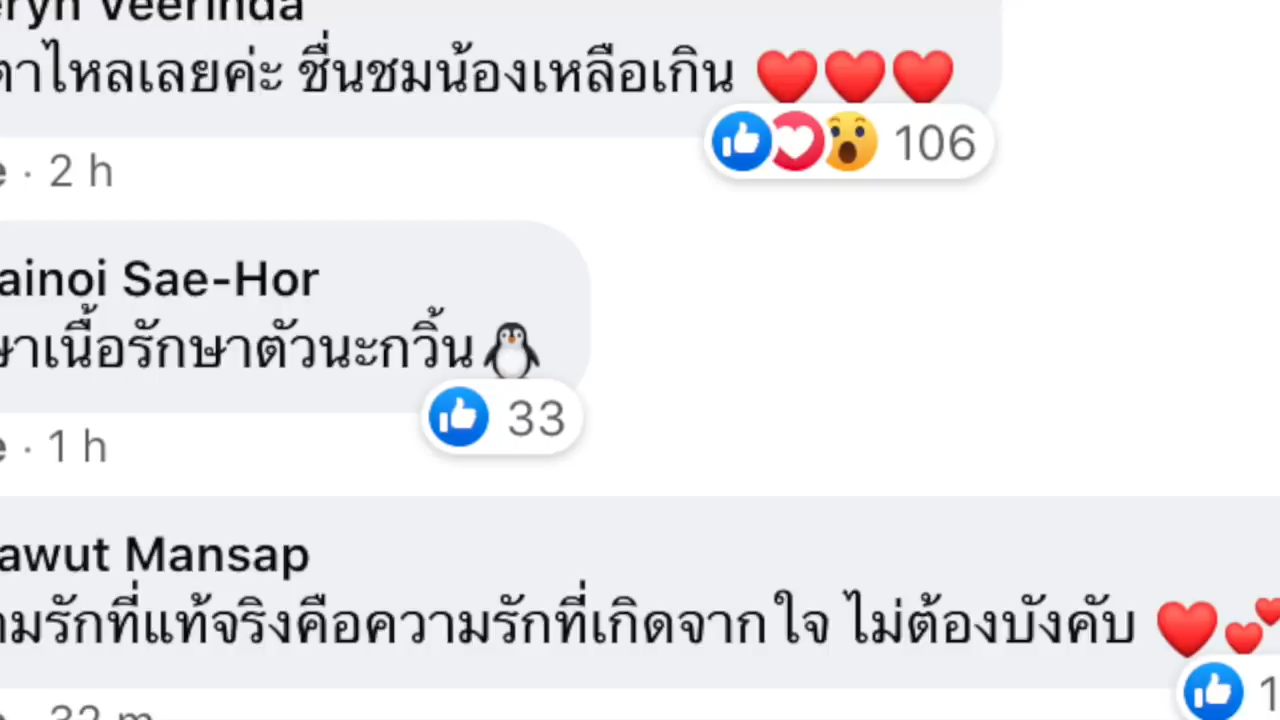 Veerinda
ไหลเลยค่ะ ชื่นชมน้องเหลือเกิน ❤️❤️❤️
106
· 2 h
ainoi Sae-Hor
ษาเนื้อรักษาตัวนะกวิ้น🐧
33
· 1 h
awut Mansap
ามรักที่แท้จริงคือความรักที่เกิดจากใจ ไม่ต้องบังคับ ❤️💕
1
32 m